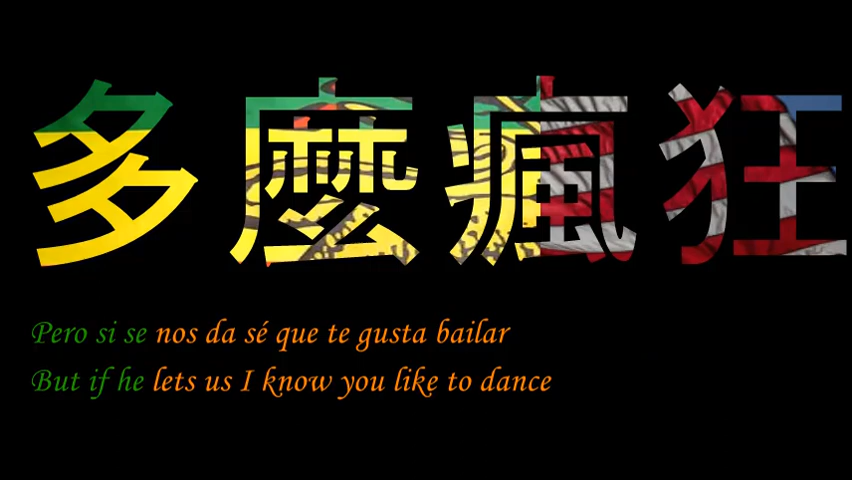 多麼瘋狂
Pero si se nos da sé que te gusta bailar
But if he lets us I know you like to dance